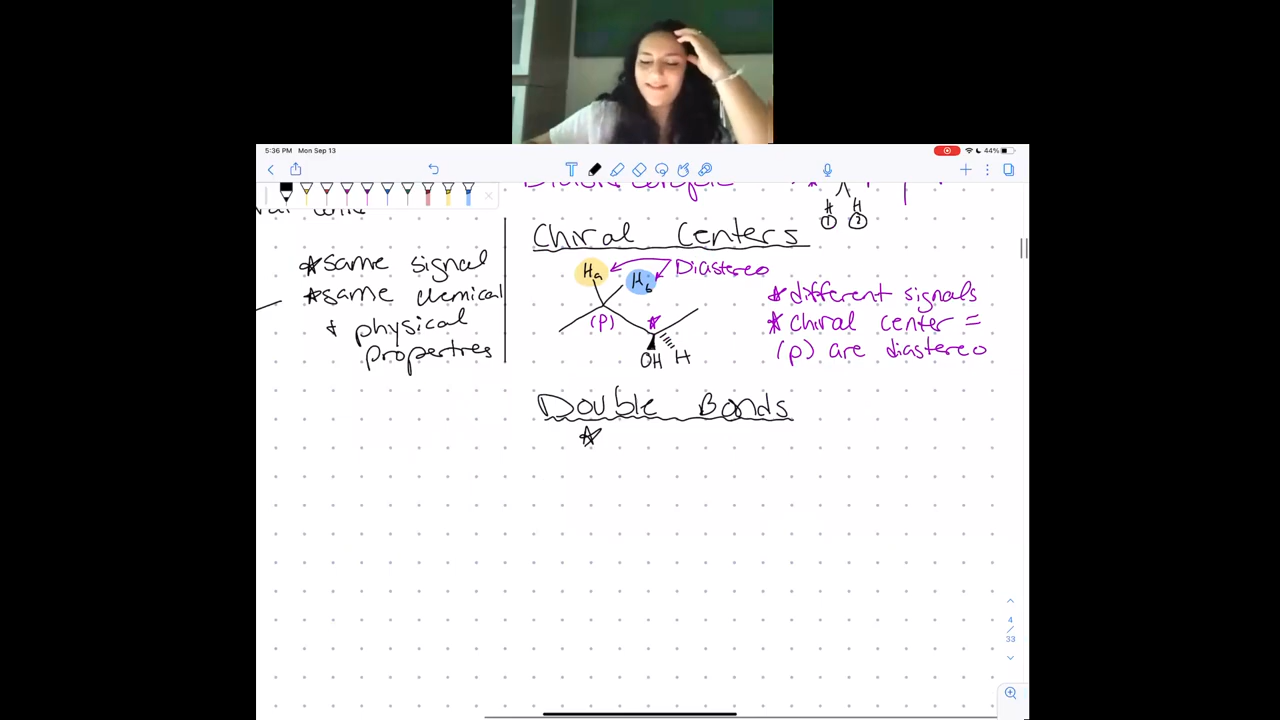 5:36 PM Mon Sep 13
44%
T
H H
1 2
Chiral Centers
★ same signal
★ same chemical
& physical
properties
Ha
Hb
Diastereo
(p)
★
OH H
★ different signals
★ chiral center =
(p) are diastereo
Double Bonds
★
4
/
33